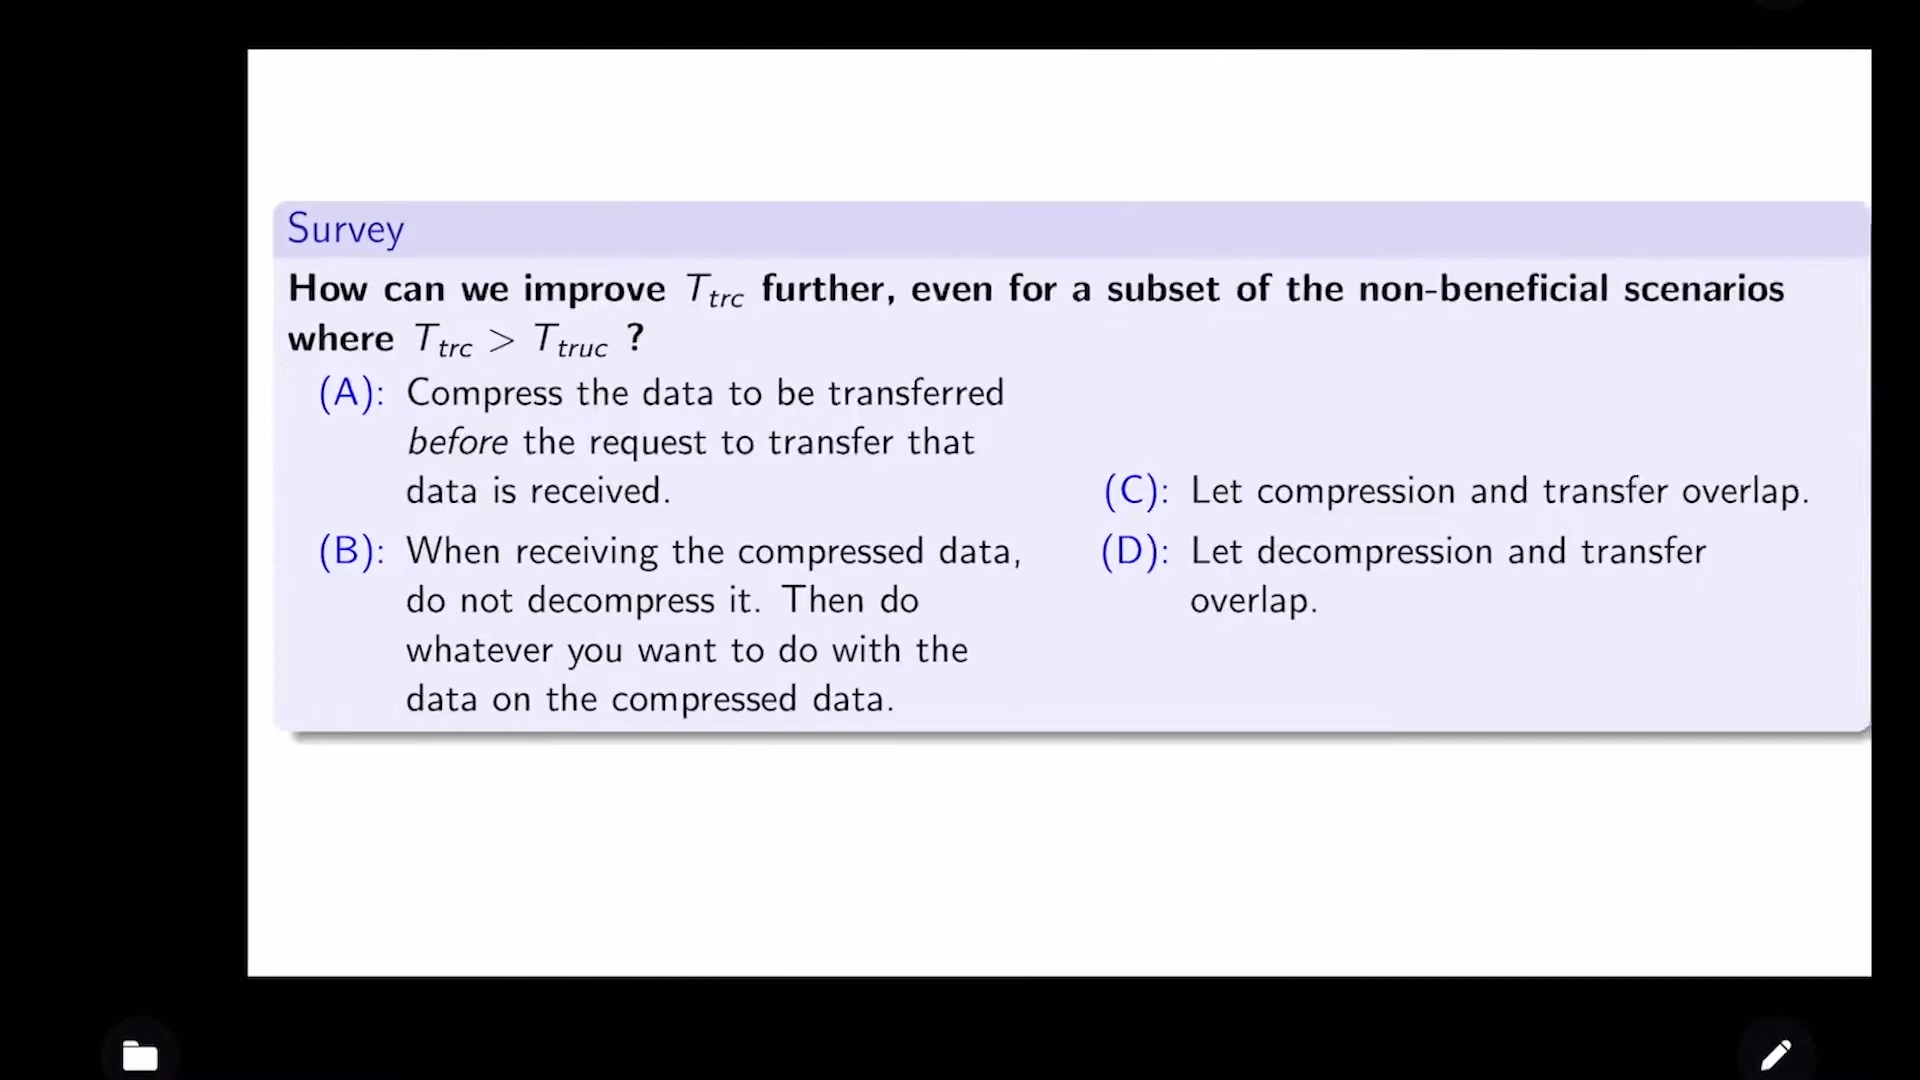 Survey
How can we improve T_trc further, even for a subset of the non-beneficial scenarios
where T_trc > T_truc ?
(A): Compress the data to be transferred
before the request to transfer that
data is received.
(B): When receiving the compressed data,
do not decompress it. Then do
whatever you want to do with the
data on the compressed data.
(C): Let compression and transfer overlap.
(D): Let decompression and transfer
overlap.